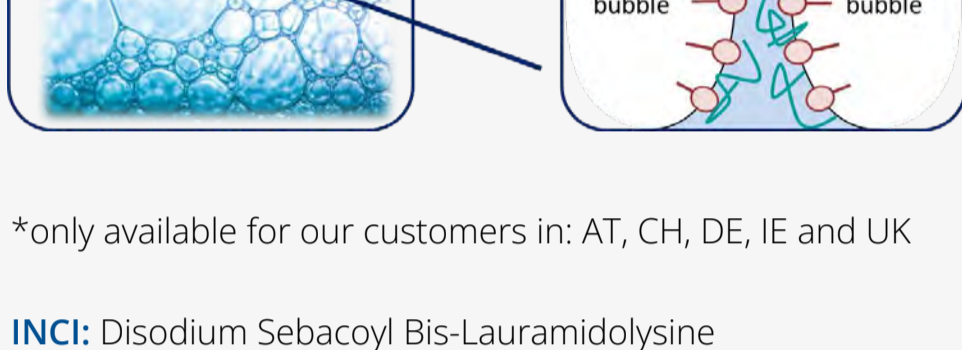 bubble bubble
*only available for our customers in: AT, CH, DE, IE and UK
INCI: Disodium Sebacoyl Bis-Lauramidolysine